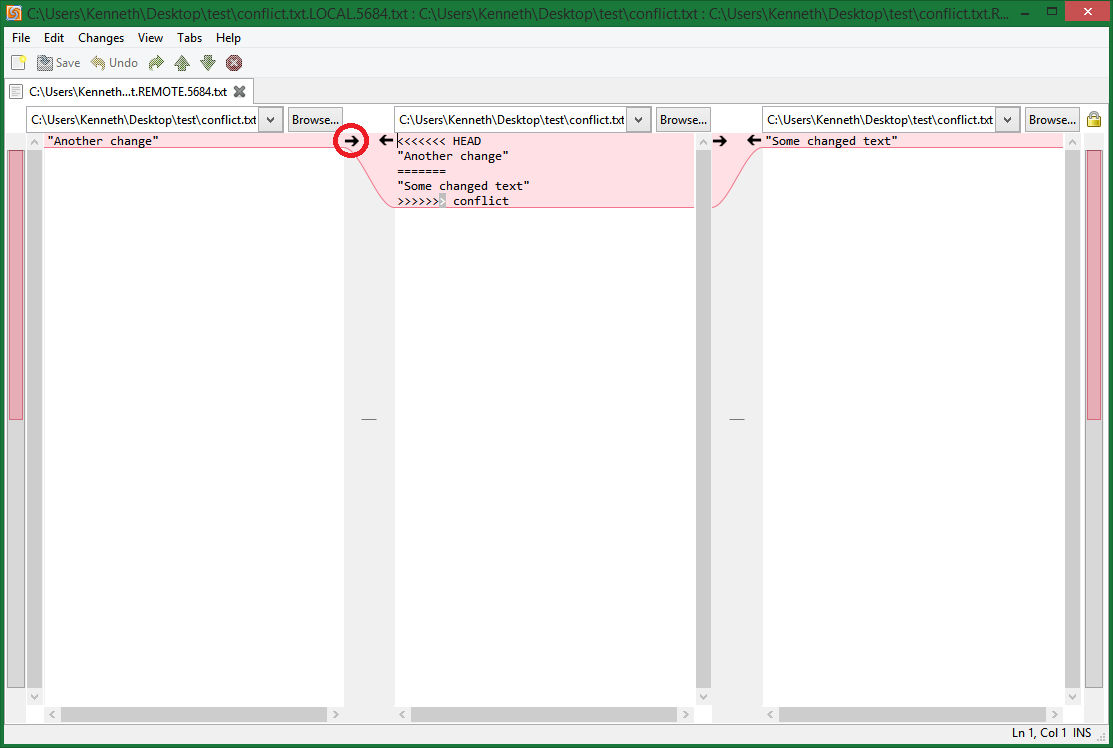 C:\Users\Kenneth\Desktop\test\conflict.txt.LOCAL.5684.txt : C:\Users\Kenneth\Desktop\test\conflict.txt : C:\Users\Kenneth\Desktop\test\conflict.txt.R...
File Edit Changes View Tabs Help
Save Undo
C:\Users\Kenneth...t.REMOTE.5684.txt
C:\Users\Kenneth\Desktop\test\conflict.txt Browse... C:\Users\Kenneth\Desktop\test\conflict.txt Browse... C:\Users\Kenneth\Desktop\test\conflict.txt Browse...
"Another change"
<<<<<<< HEAD
"Another change"
=======
"Some changed text"
>>>>>>> conflict
"Some changed text"
Ln 1, Col 1 INS